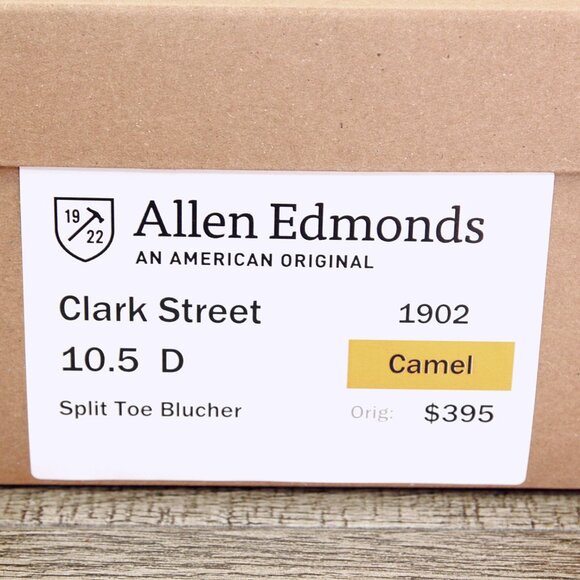 19
22
Allen Edmonds
AN AMERICAN ORIGINAL
Clark Street
1902
10.5 D
Camel
Split Toe Blucher
Orig: $395